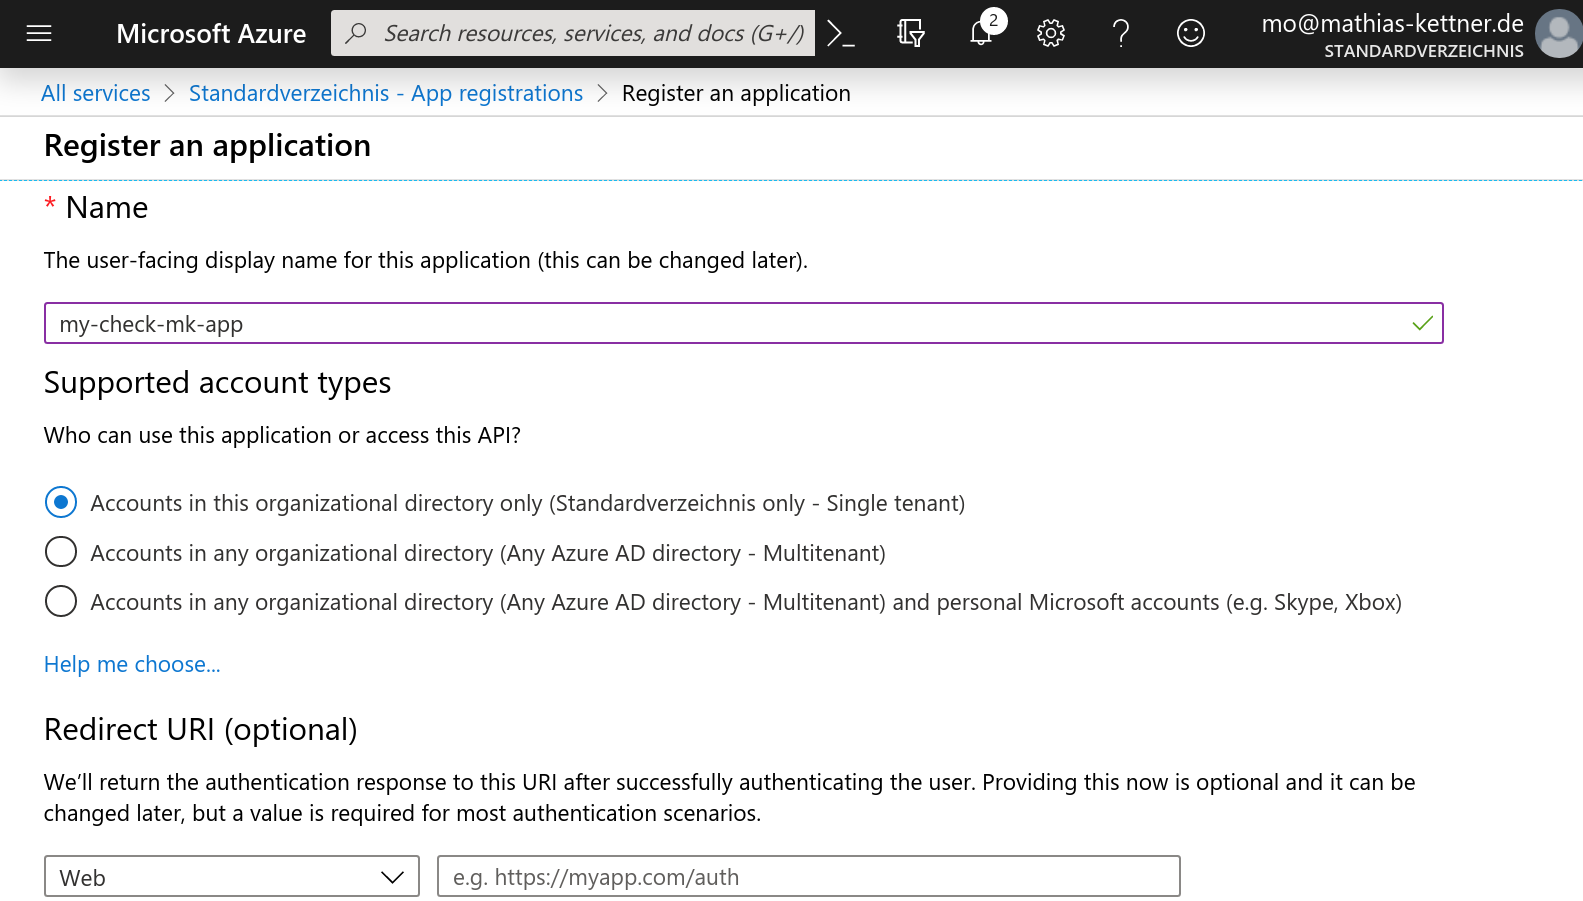 Microsoft Azure
Search resources, services, and docs (G+/)
2
mo@mathias-kettner.de
STANDARDVERZEICHNIS
All services > Standardverzeichnis - App registrations > Register an application
Register an application
* Name
The user-facing display name for this application (this can be changed later).
my-check-mk-app
Supported account types
Who can use this application or access this API?
Accounts in this organizational directory only (Standardverzeichnis only - Single tenant)
Accounts in any organizational directory (Any Azure AD directory - Multitenant)
Accounts in any organizational directory (Any Azure AD directory - Multitenant) and personal Microsoft accounts (e.g. Skype, Xbox)
Help me choose...
Redirect URI (optional)
We’ll return the authentication response to this URI after successfully authenticating the user. Providing this now is optional and it can be
changed later, but a value is required for most authentication scenarios.
Web
e.g. https://myapp.com/auth